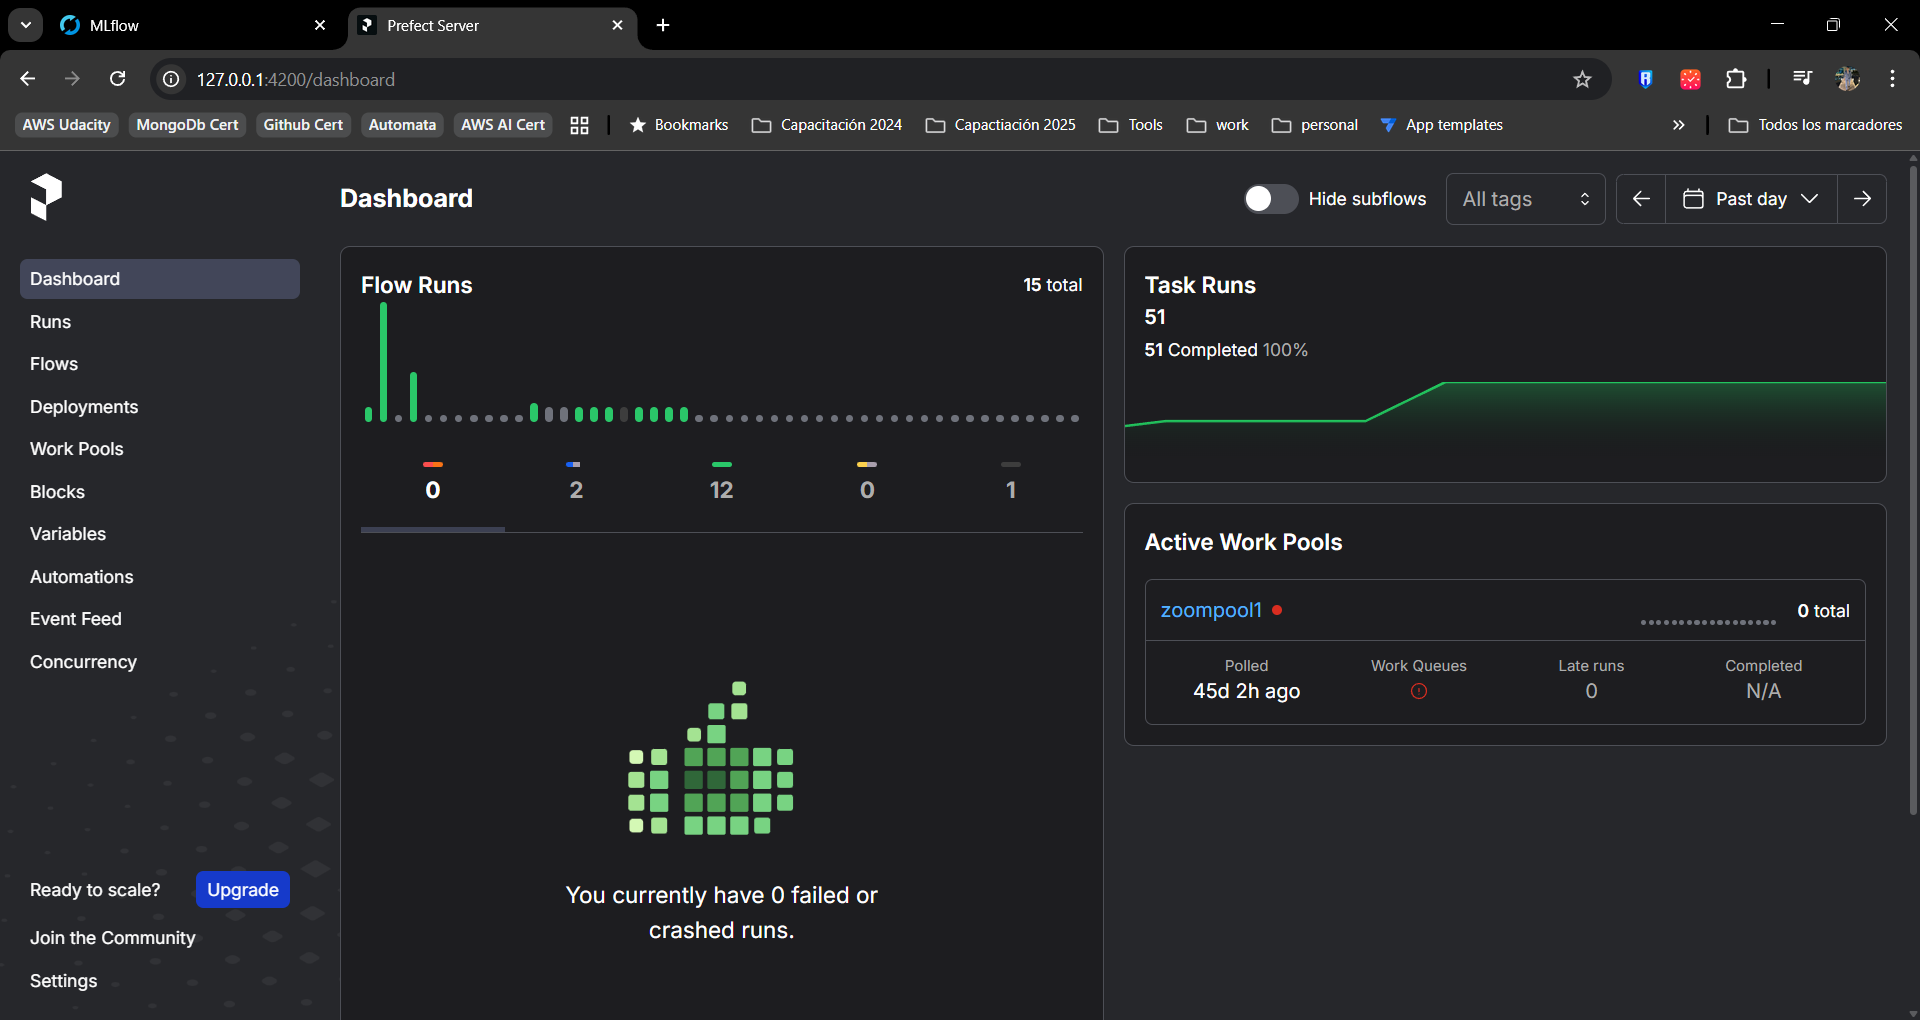 MLflow
Prefect Server
127.0.0.1:4200/dashboard
AWS Udacity
MongoDb Cert
Github Cert
Automata
AWS AI Cert
Bookmarks
Capacitación 2024
Capactiación 2025
Tools
work
personal
App templates
Todos los marcadores
Dashboard
Hide subflows
All tags
Past day
Dashboard
Runs
Flows
Deployments
Work Pools
Blocks
Variables
Automations
Event Feed
Concurrency
Ready to scale?
Upgrade
Join the Community
Settings
Flow Runs
15 total
0
2
12
0
1
You currently have 0 failed or
crashed runs.
Task Runs
51
51 Completed 100%
Active Work Pools
zoompool1
0 total
Polled
45d 2h ago
Work Queues
Late runs
0
Completed
N/A